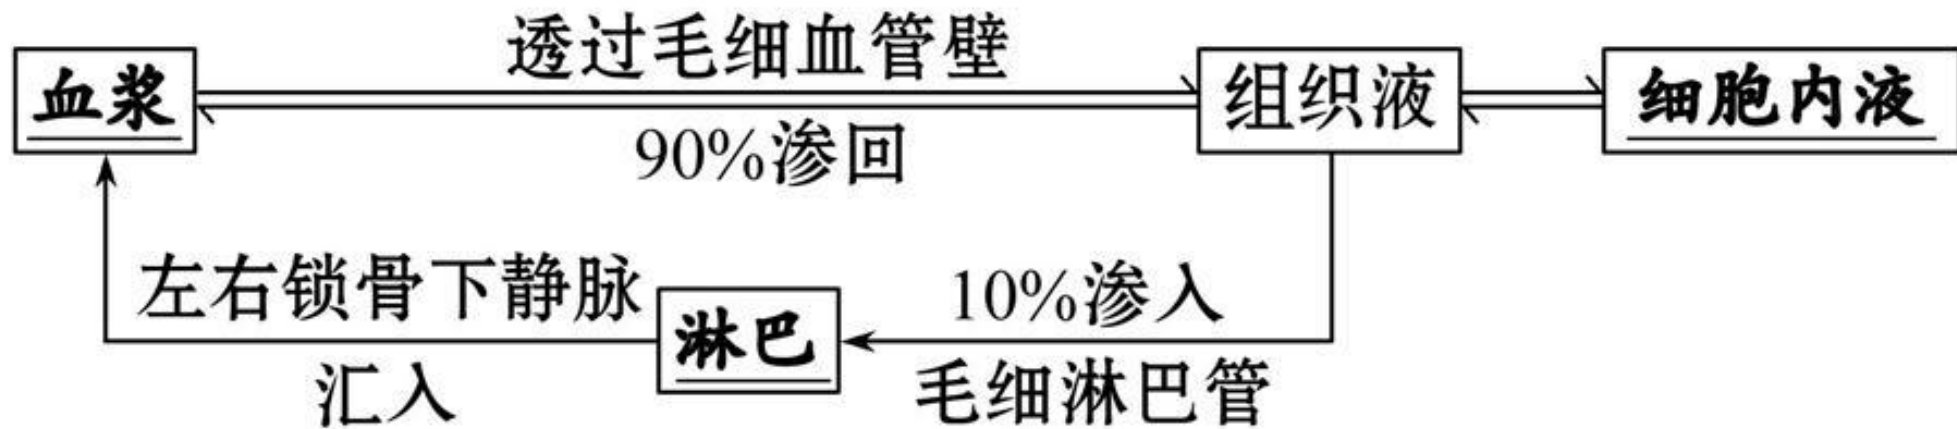 透过毛细血管壁
血浆
组织液
细胞内液
90%渗回
左右锁骨下静脉
10%渗入
淋巴
汇入
毛细淋巴管